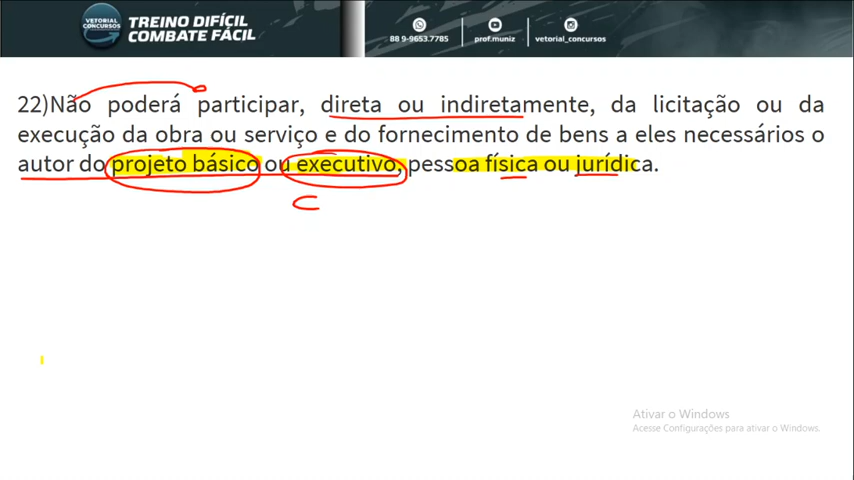 VETORIAL
CONCURSOS
TREINO DIFÍCIL
COMBATE FÁCIL
88 9-9653.7785
prof.muniz
vetorial_concursos
22)Não poderá participar, direta ou indiretamente, da licitação ou da
execução da obra ou serviço e do fornecimento de bens a eles necessários o
autor do projeto básico ou executivo, pessoa física ou jurídica.
C
Ativar o Windows
Acesse Configurações para ativar o Windows.